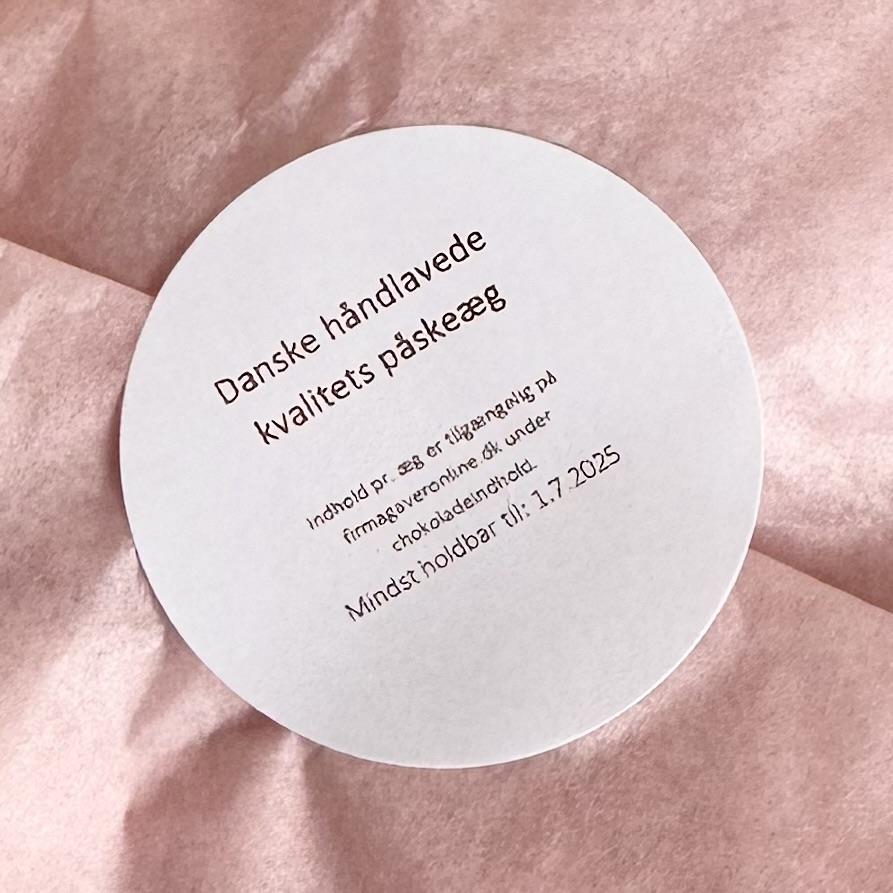 Danske håndlavede
kvalitets påskeæg
Indhold pr. æg er tilgængelig på
firmagaveronline.dk under
chokoladeindhold.
Mindst holdbar til: 1.7.2025